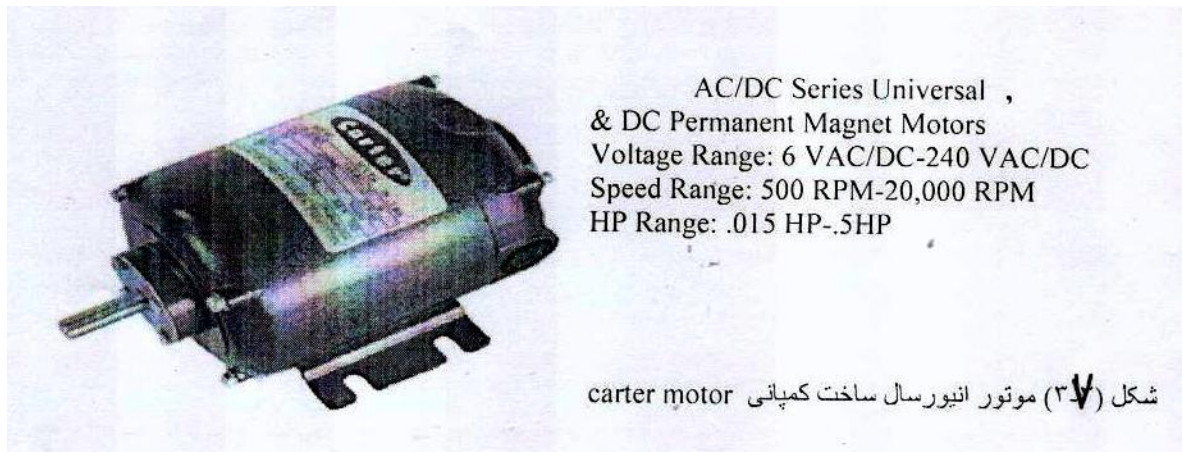 carter
AC/DC Series Universal ,
& DC Permanent Magnet Motors
Voltage Range: 6 VAC/DC-240 VAC/DC
Speed Range: 500 RPM-20,000 RPM
HP Range: .015 HP-.5HP
شکل (۳-۷) موتور انیورسال ساخت کمپانی carter motor